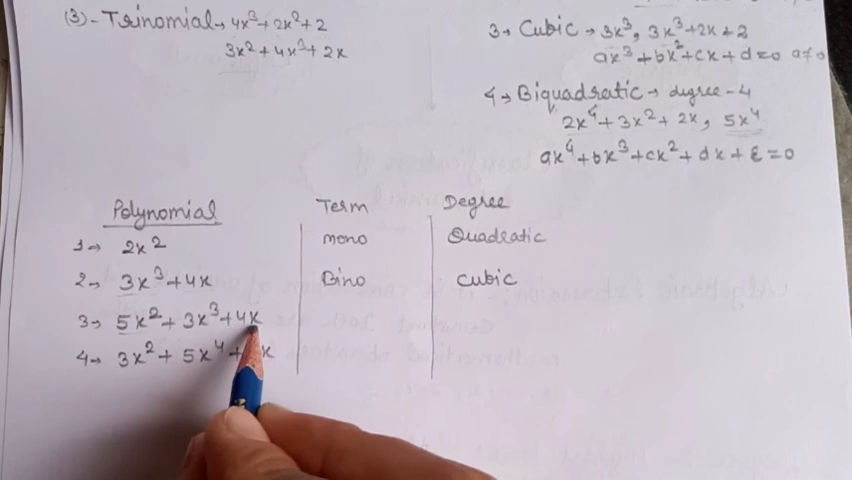 (3)- Trinomial → 4x³+2x²+2
3x²+4x³+2x
3 → Cubic → 3x³, 3x³+2x+2
ax³+bx²+cx+d=0 a≠0
4 → Biquadratic → degree-4
2x⁴+3x²+2x, 5x⁴
ax⁴+bx³+cx²+dx+e=0
Polynomial Term Degree
1→ 2x² mono Quadratic
2→ 3x³+4x Bino cubic
3→ 5x²+3x³+4x
4→ 3x²+5x⁴+ x